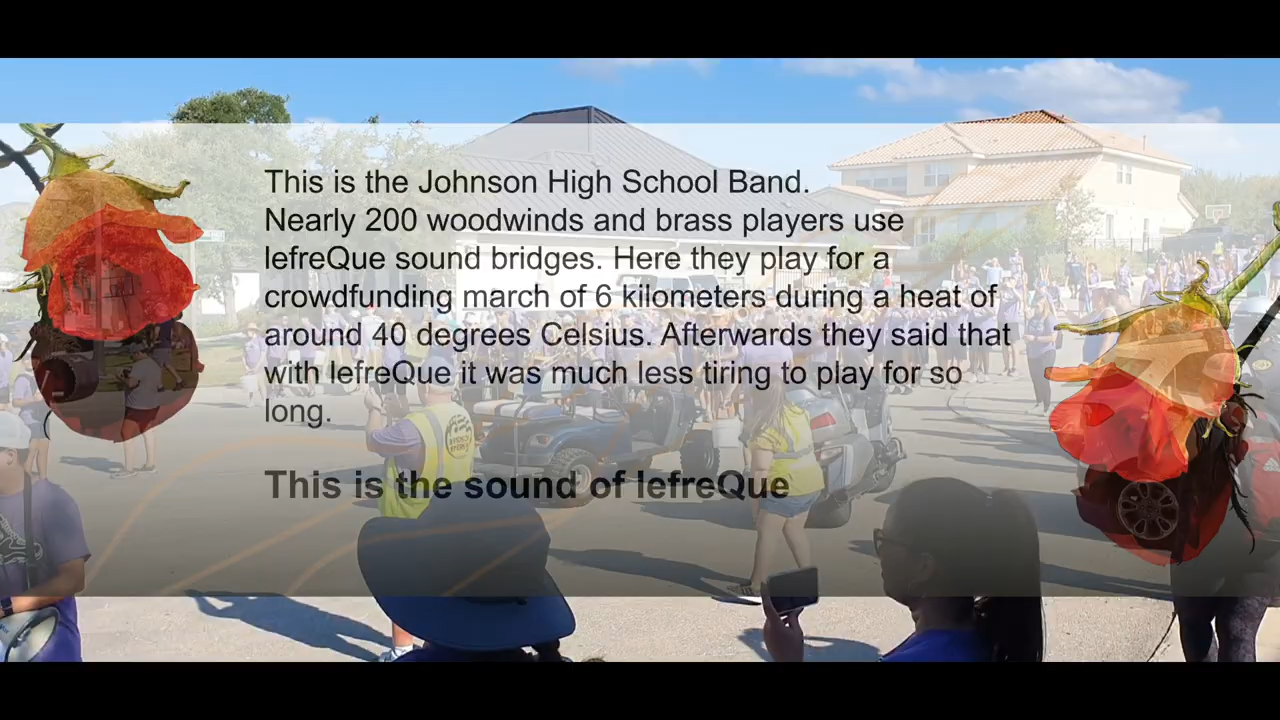 This is the Johnson High School Band.
Nearly 200 woodwinds and brass players use
lefreQue sound bridges. Here they play for a
crowdfunding march of 6 kilometers during a heat of
around 40 degrees Celsius. Afterwards they said that
with lefreQue it was much less tiring to play for so
long.
This is the sound of lefreQue